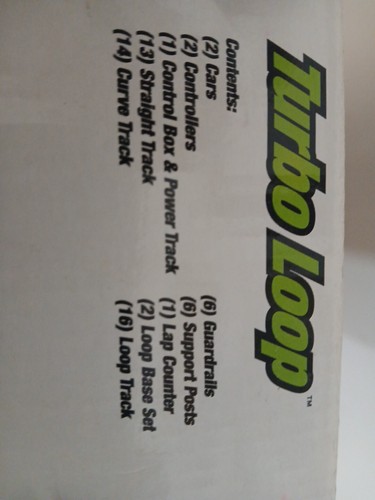 Turbo Loop™
Contents:
(2) Cars
(2) Controllers
(1) Control Box & Power Track
(13) Straight Track
(14) Curve Track
(6) Guardrails
(6) Support Posts
(1) Lap Counter
(2) Loop Base Set
(16) Loop Track